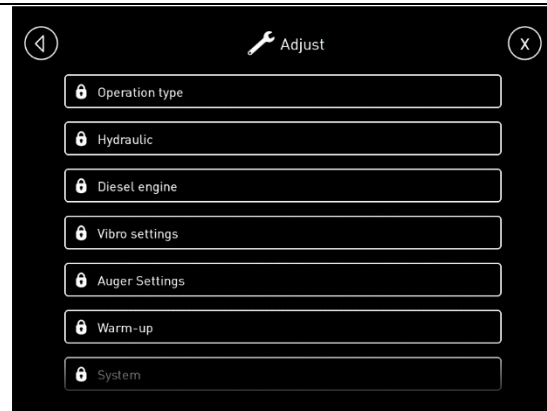 Adjust
X
Operation type
Hydraulic
Diesel engine
Vibro settings
Auger Settings
Warm-up
System